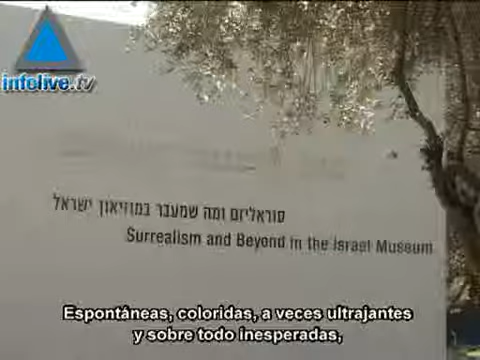 infolive.tv
סוראליזם ומה שמעבר במוזיאון ישראל
Surrealism and Beyond in the Israel Museum
Espontáneas, coloridas, a veces ultrajantes
y sobre todo inesperadas,